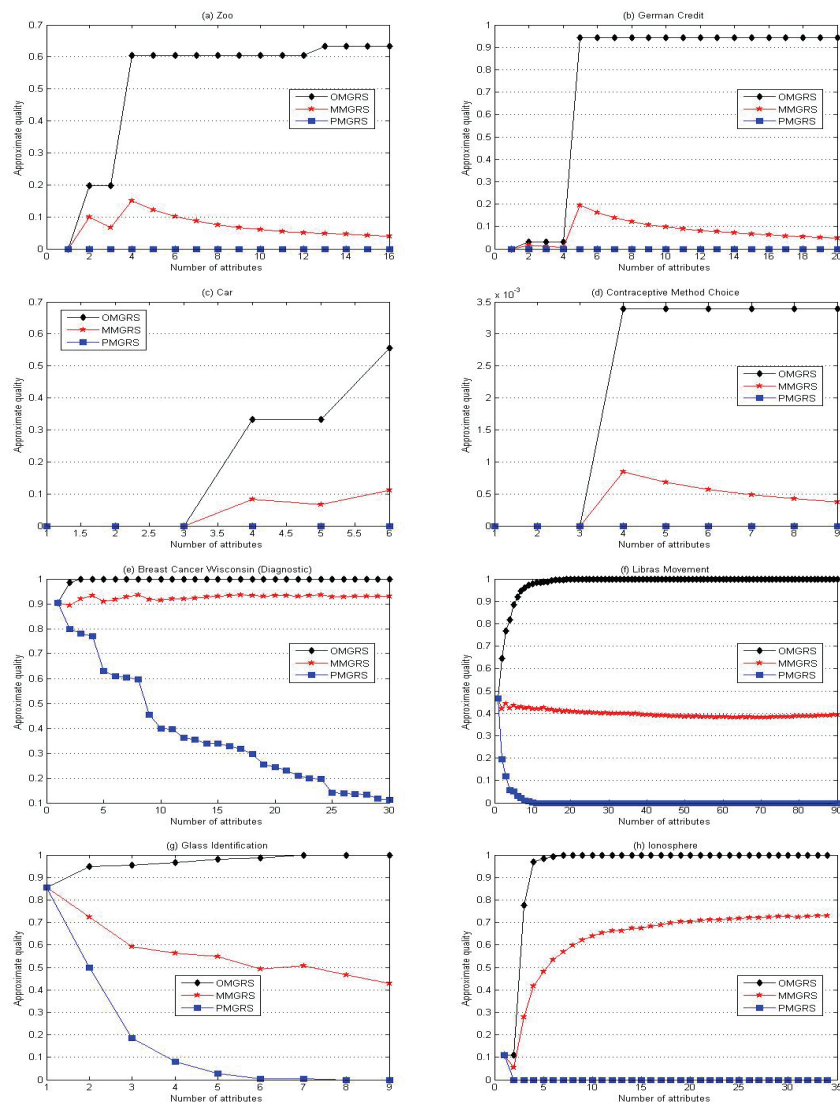 (a) Zoo
Approximate quality
0.7
0.6
0.5
0.4
0.3
0.2
0.1
0
OMGRS
MMGRS
PMGRS
0 2 4 6 8 10 12 14 16
Number of attributes
(b) German Credit
Approximate quality
1
0.9
0.8
0.7
0.6
0.5
0.4
0.3
0.2
0.1
0
OMGRS
MMGRS
PMGRS
0 2 4 6 8 10 12 14 16 18 20
Number of attributes
(c) Car
Approximate quality
0.7
0.6
0.5
0.4
0.3
0.2
0.1
0
OMGRS
MMGRS
PMGRS
1 1.5 2 2.5 3 3.5 4 4.5 5 5.5 6
Number of attributes
(d) Contraceptive Method Choice
x 10⁻³
Approximate quality
3.5
3
2.5
2
1.5
1
0.5
0
OMGRS
MMGRS
PMGRS
1 2 3 4 5 6 7 8 9
Number of attributes
(e) Breast Cancer Wisconsin (Diagnostic)
Approximate quality
1
0.9
0.8
0.7
0.6
0.5
0.4
0.3
0.2
0.1
OMGRS
MMGRS
PMGRS
0 5 10 15 20 25 30
Number of attributes
(f) Libras Movement
Approximate quality
1
0.9
0.8
0.7
0.6
0.5
0.4
0.3
0.2
0.1
0
OMGRS
MMGRS
PMGRS
0 10 20 30 40 50 60 70 80 90
Number of attributes
(g) Glass Identification
Approximate quality
1
0.9
0.8
0.7
0.6
0.5
0.4
0.3
0.2
0.1
0
OMGRS
MMGRS
PMGRS
1 2 3 4 5 6 7 8 9
Number of attributes
(h) Ionosphere
Approximate quality
1
0.9
0.8
0.7
0.6
0.5
0.4
0.3
0.2
0.1
0
OMGRS
MMGRS
PMGRS
0 5 10 15 20 25 30 35
Number of attributes